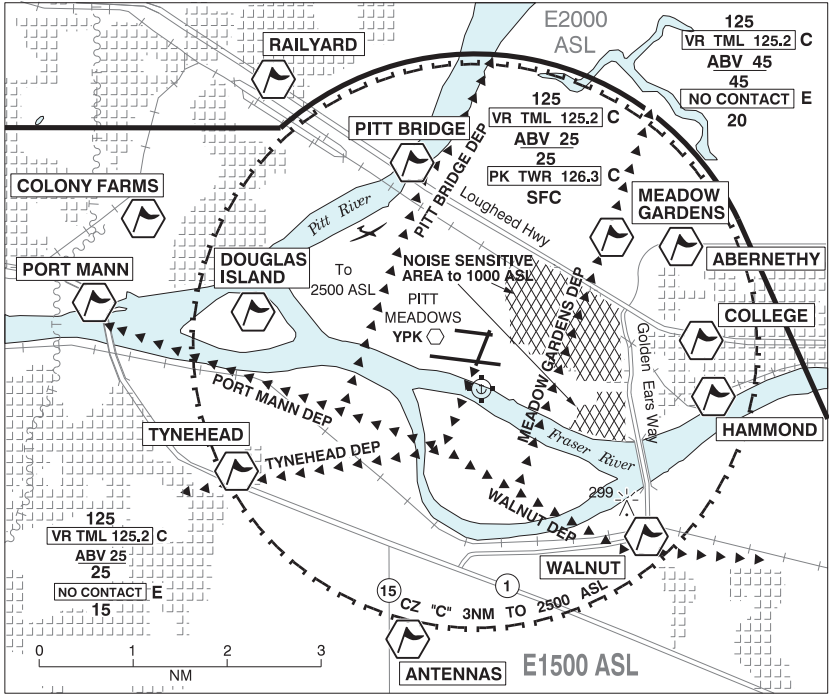 E2000
ASL
125
VR TML 125.2 C
ABV 45
45
NO CONTACT E
20
RAILYARD
125
VR TML 125.2 C
ABV 25
25
PK TWR 126.3 C
SFC
PITT BRIDGE
COLONY FARMS
PITT BRIDGE DEP
MEADOW
GARDENS
Pitt River
Lougheed Hwy
DOUGLAS
ISLAND
To
2500 ASL
NOISE SENSITIVE
AREA to 1000 ASL
ABERNETHY
PORT MANN
PITT
MEADOWS
YPK
MEADOW GARDENS DEP
COLLEGE
Golden Ears Way
PORT MANN DEP
HAMMOND
TYNEHEAD
TYNEHEAD DEP
Fraser River
299
WALNUT DEP
125
VR TML 125.2 C
ABV 25
25
NO CONTACT E
15
WALNUT
15
1
CZ "C" 3NM TO 2500 ASL
0 1 2 3
NM
ANTENNAS
E1500 ASL